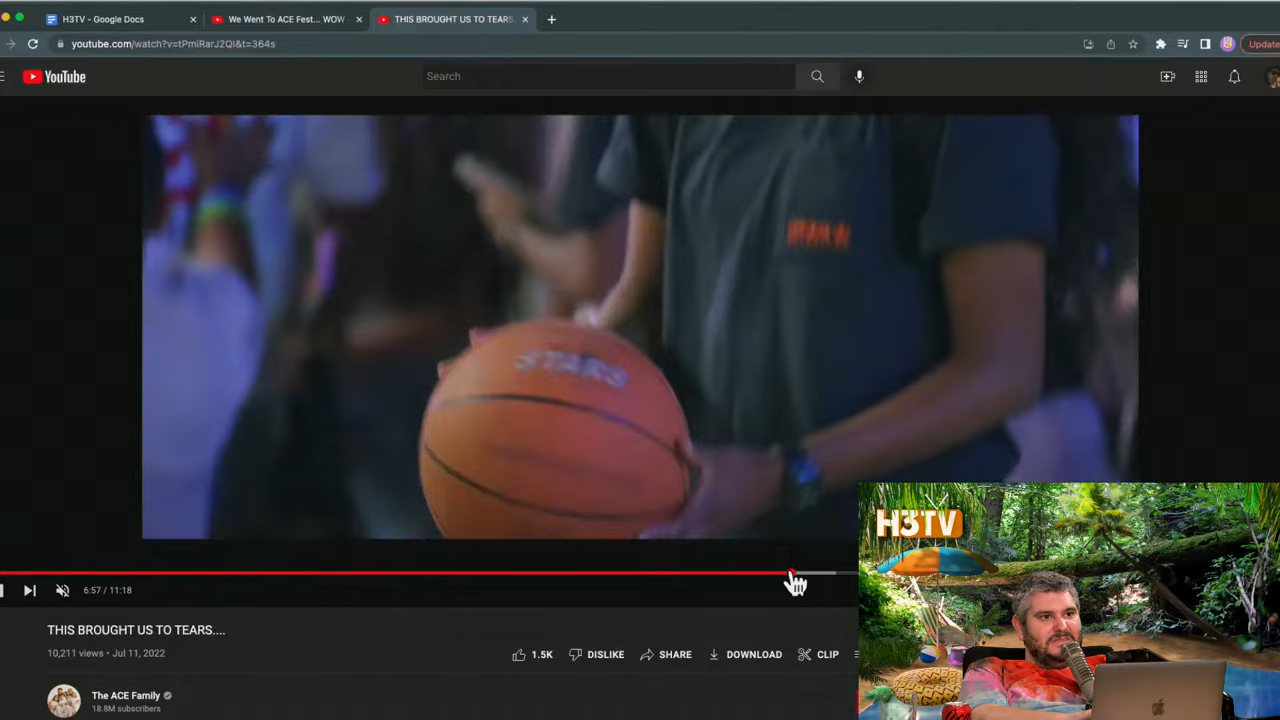 H3TV - Google Docs
We Went To ACE Fest... WOW
THIS BROUGHT US TO TEARS
youtube.com/watch?v=tPmiRarJ2QI&t=364s
Update
YouTube
Search
STARS
H3TV
6:57 / 11:18
THIS BROUGHT US TO TEARS....
10,211 views • Jul 11, 2022
1.5K
DISLIKE
SHARE
DOWNLOAD
CLIP
The ACE Family
18.8M subscribers